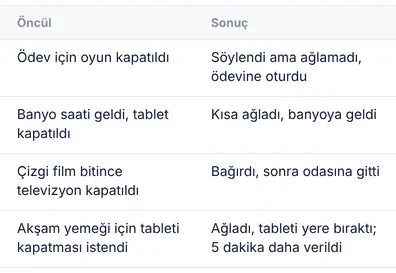 Öncül Sonuç
Ödev için oyun kapatıldı Söylendi ama ağlamadı,
ödevine oturdu
Banyo saati geldi, tablet Kısa ağladı, banyoya geldi
kapatıldı
Çizgi film bitince Bağırdı, sonra odasına gitti
televizyon kapatıldı
Akşam yemeği için tableti Ağladı, tableti yere bıraktı;
kapatması istendi 5 dakika daha verildi